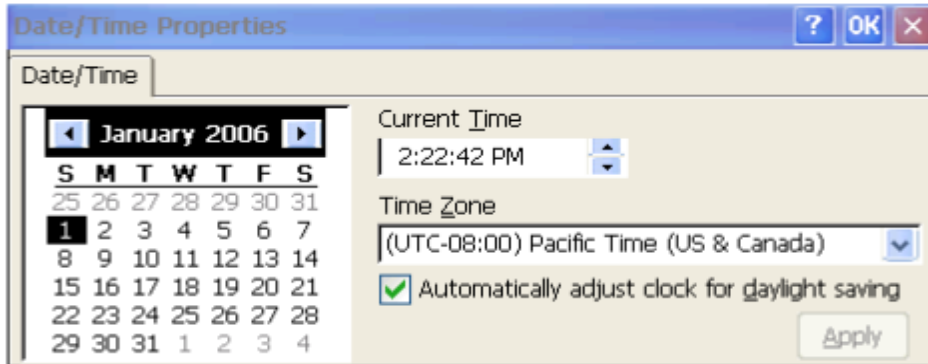 Date/Time Properties ? OK ×
Date/Time
January 2006
S M T W T F S
25 26 27 28 29 30 31
1 2 3 4 5 6 7
8 9 10 11 12 13 14
15 16 17 18 19 20 21
22 23 24 25 26 27 28
29 30 31 1 2 3 4
Current Time
2:22:42 PM
Time Zone
(UTC-08:00) Pacific Time (US & Canada)
Automatically adjust clock for daylight saving
Apply